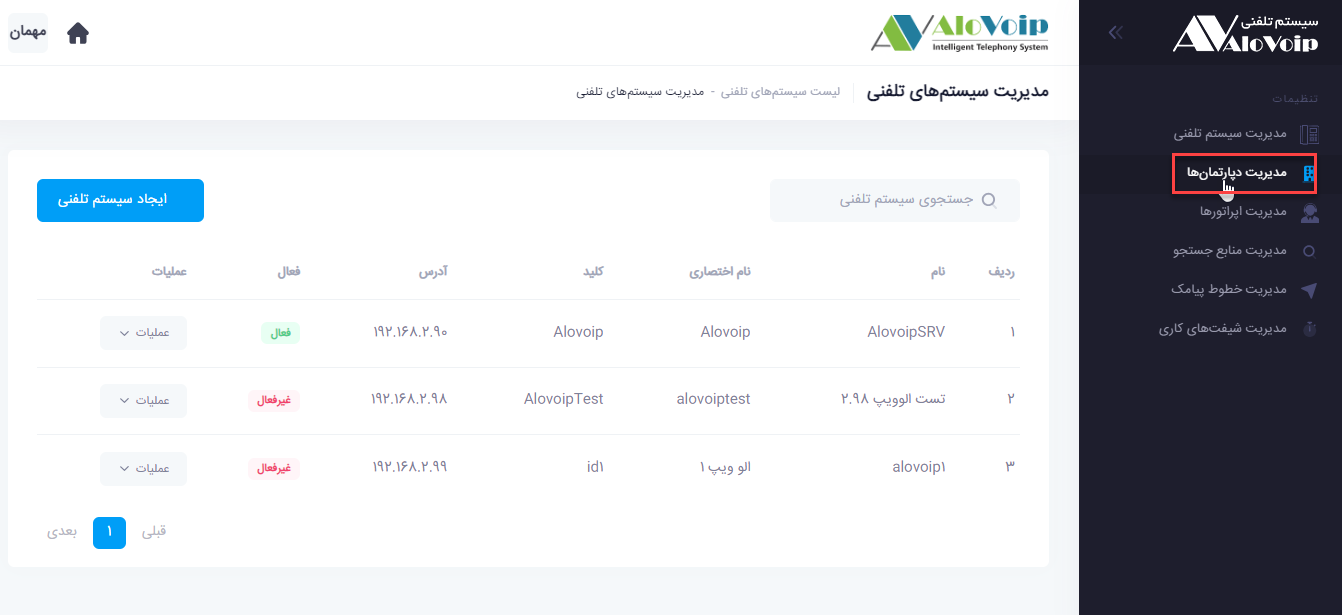 سیستم تلفنی
AloVoip
تنظیمات
مدیریت سیستم تلفنی
مدیریت دپارتمان‌ها
مدیریت اپراتورها
مدیریت منابع جستجو
مدیریت خطوط پیامک
مدیریت شیفت‌های کاری
AloVoip
Intelligent Telephony System
مهمان
مدیریت سیستم‌های تلفنی لیست سیستم‌های تلفنی - مدیریت سیستم‌های تلفنی
جستجوی سیستم تلفنی ایجاد سیستم تلفنی
ردیف نام نام اختصاری کلید آدرس فعال عملیات
۱ AlovoipSRV Alovoip Alovoip ۱۹۲.۱۶۸.۲.۹۰ فعال عملیات
۲ تست الوویپ ۲.۹۸ alovoiptest AlovoipTest ۱۹۲.۱۶۸.۲.۹۸ غیرفعال عملیات
۳ alovoip۱ الو ویپ ۱ id۱ ۱۹۲.۱۶۸.۲.۹۹ غیرفعال عملیات
قبلی ۱ بعدی